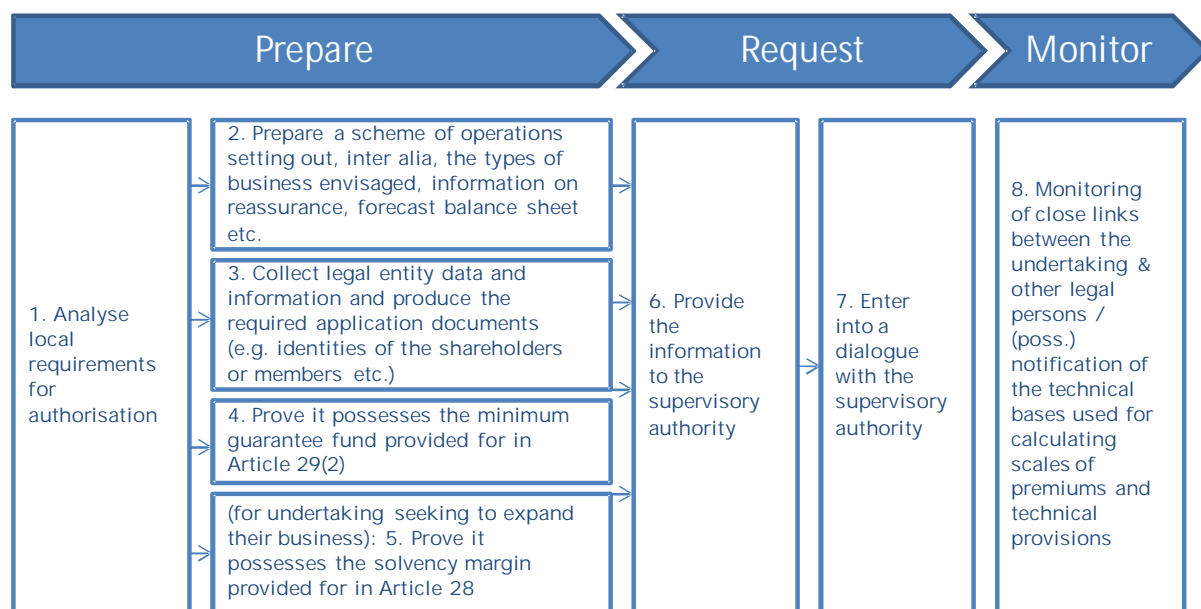 Prepare
Request
Monitor
1. Analyse
local
requirements
for
authorisation
2. Prepare a scheme of operations
setting out, inter alia, the types of
business envisaged, information on
reassurance, forecast balance sheet
etc.
3. Collect legal entity data and
information and produce the
required application documents
(e.g. identities of the shareholders
or members etc.)
4. Prove it possesses the minimum
guarantee fund provided for in
Article 29(2)
(for undertaking seeking to expand
their business): 5. Prove it
possesses the solvency margin
provided for in Article 28
6. Provide
the
information
to the
supervisory
authority
7. Enter
into a
dialogue
with the
supervisory
authority
8. Monitoring
of close links
between the
undertaking &
other legal
persons /
(poss.)
notification of
the technical
bases used for
calculating
scales of
premiums and
technical
provisions